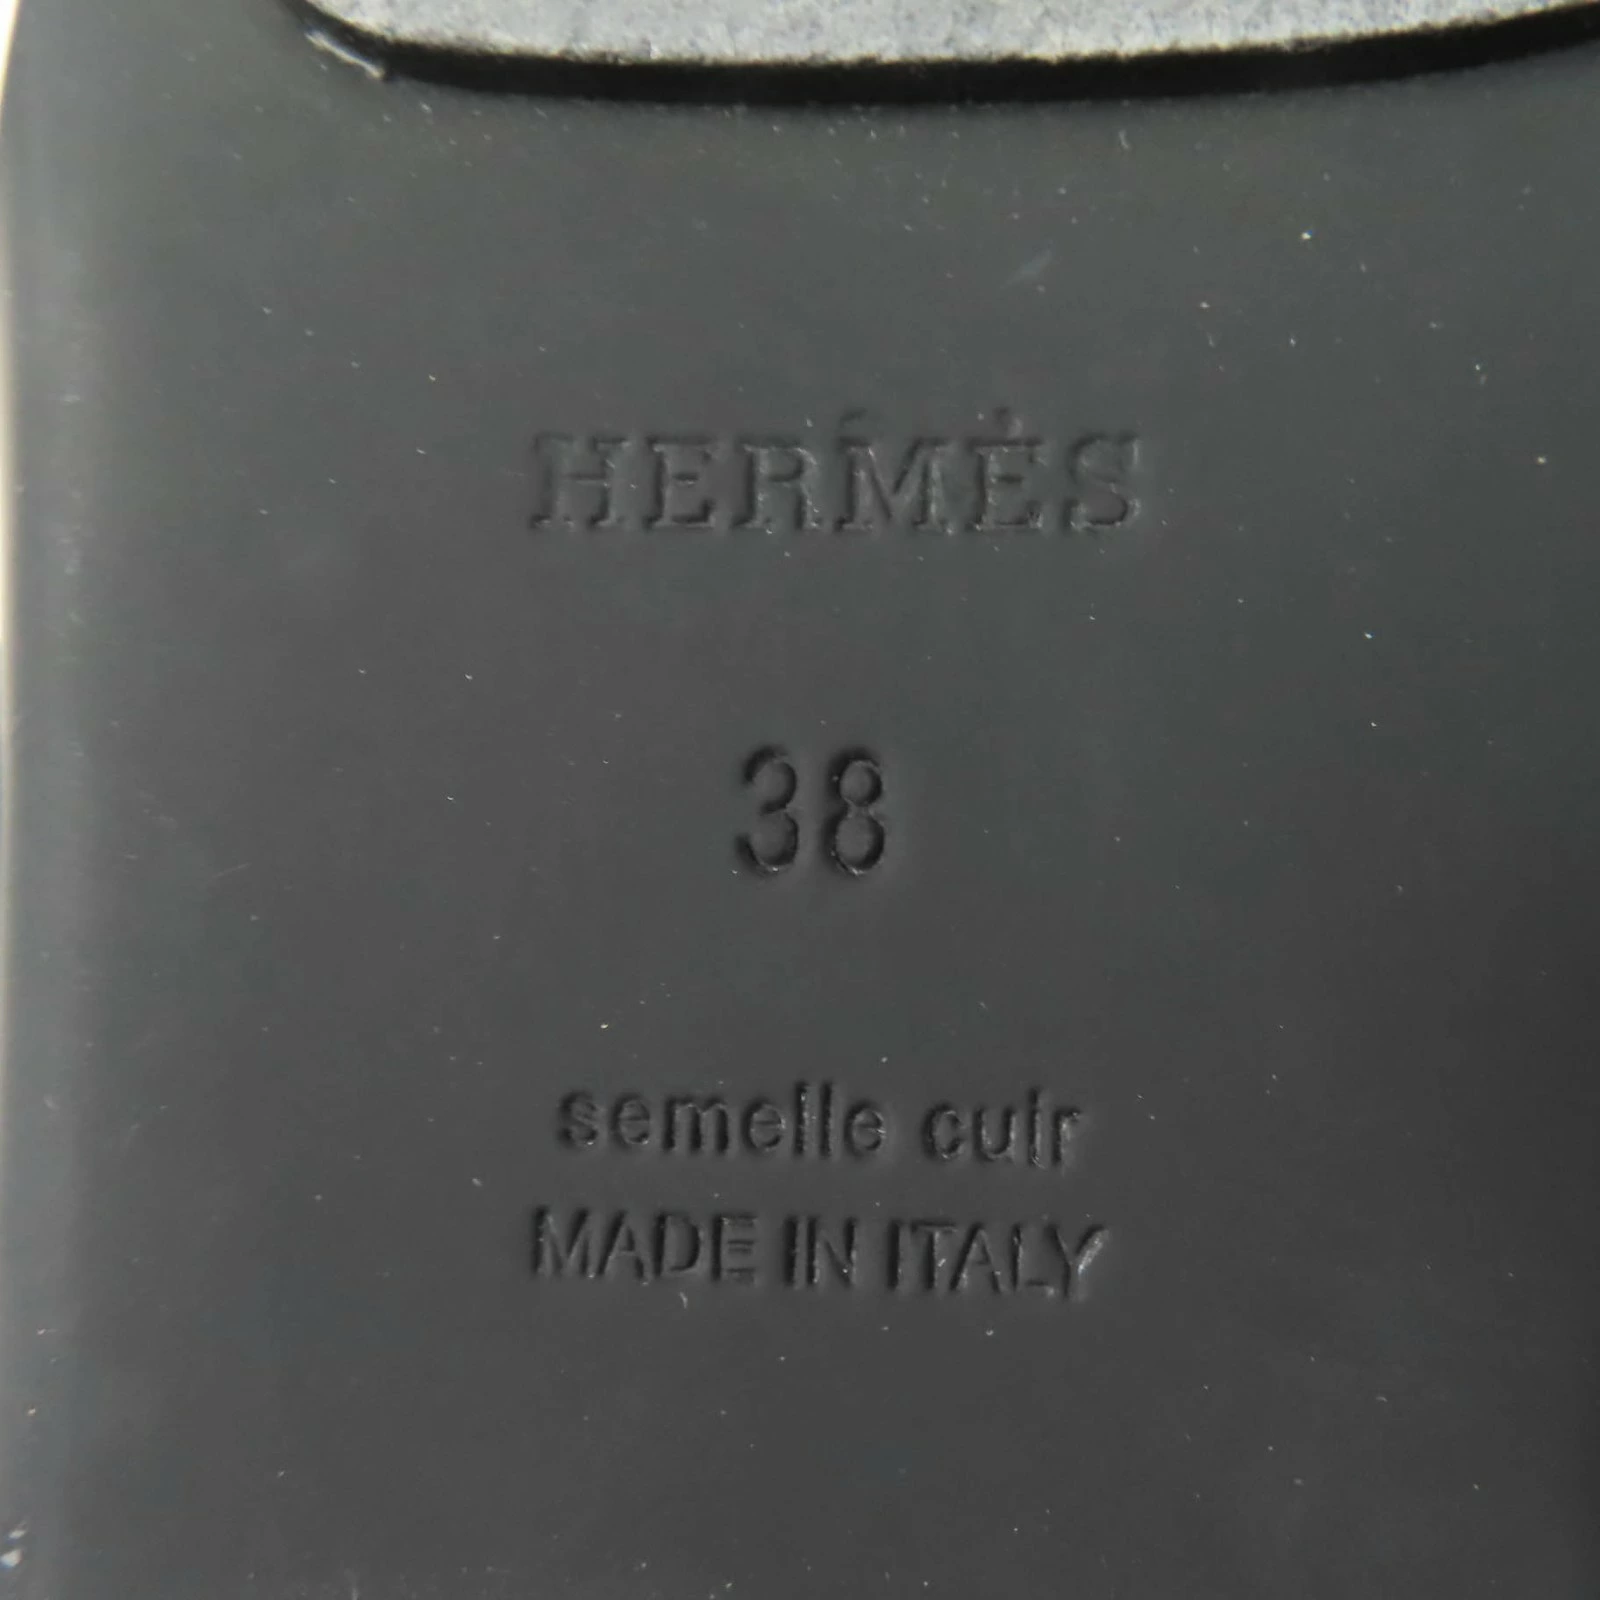 HERMÈS
38
semelle cuir
MADE IN ITALY